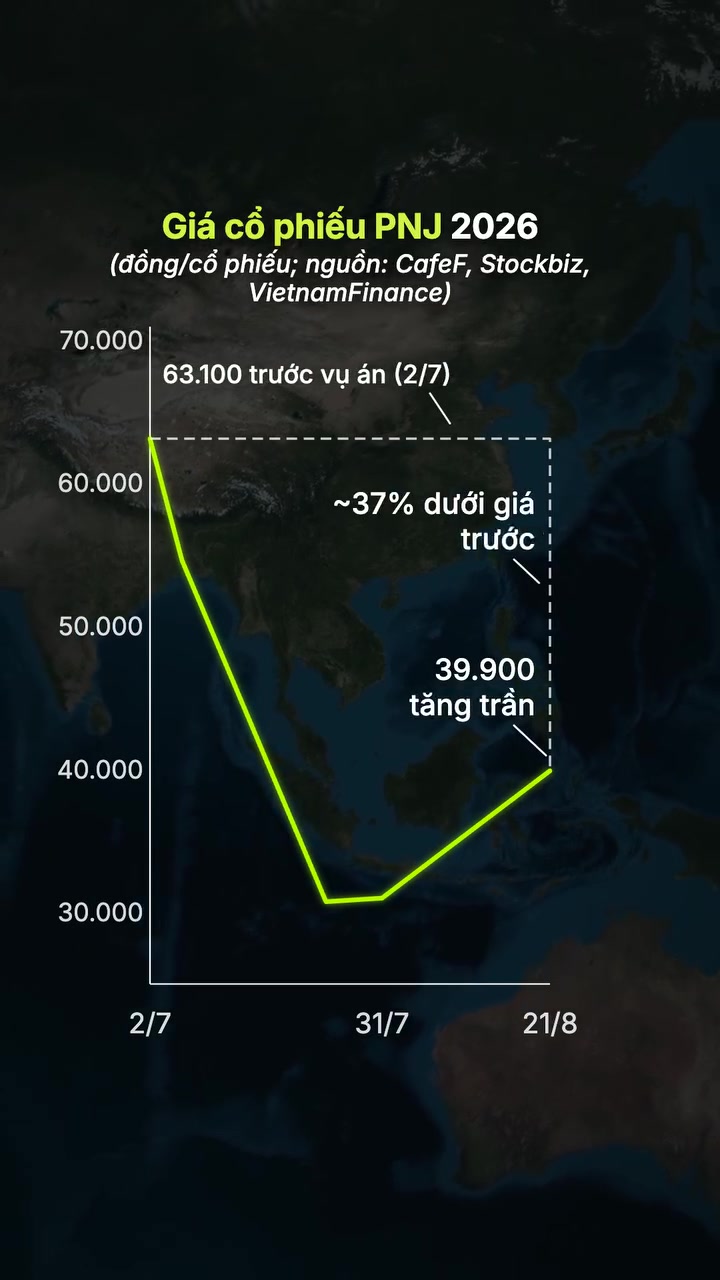 Giá cổ phiếu PNJ 2026
(đồng/cổ phiếu; nguồn: CafeF, Stockbiz,
VietnamFinance)
70.000
63.100 trước vụ án (2/7)
60.000
~37% dưới giá
trước
50.000
39.900
tăng trần
40.000
30.000
2/7
31/7
21/8